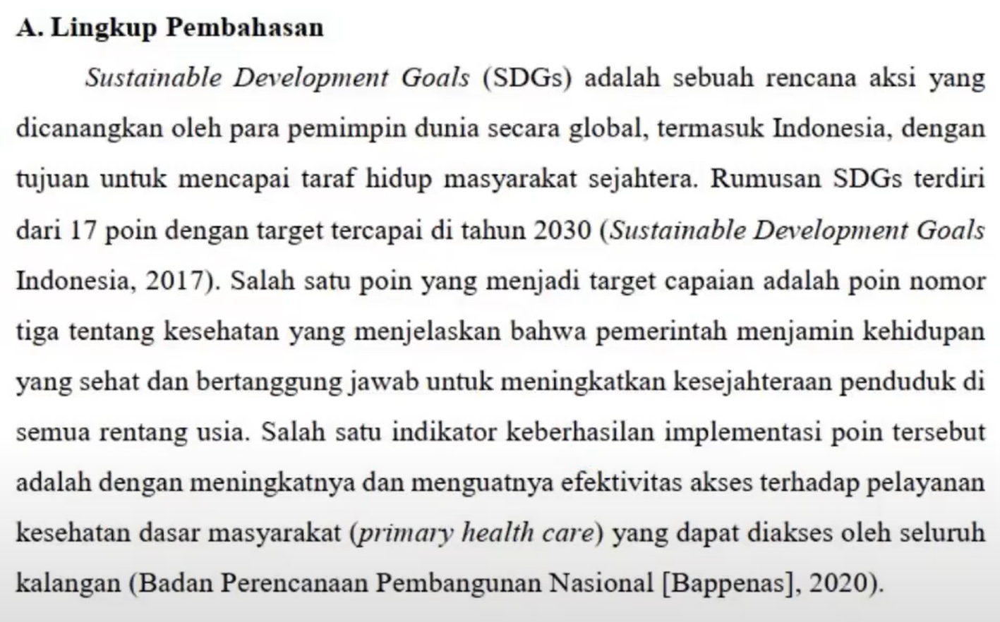 A. Lingkup Pembahasan
Sustainable Development Goals (SDGs) adalah sebuah rencana aksi yang
dicanangkan oleh para pemimpin dunia secara global, termasuk Indonesia, dengan
tujuan untuk mencapai taraf hidup masyarakat sejahtera. Rumusan SDGs terdiri
dari 17 poin dengan target tercapai di tahun 2030 (Sustainable Development Goals
Indonesia, 2017). Salah satu poin yang menjadi target capaian adalah poin nomor
tiga tentang kesehatan yang menjelaskan bahwa pemerintah menjamin kehidupan
yang sehat dan bertanggung jawab untuk meningkatkan kesejahteraan penduduk di
semua rentang usia. Salah satu indikator keberhasilan implementasi poin tersebut
adalah dengan meningkatnya dan menguatnya efektivitas akses terhadap pelayanan
kesehatan dasar masyarakat (primary health care) yang dapat diakses oleh seluruh
kalangan (Badan Perencanaan Pembangunan Nasional [Bappenas], 2020).